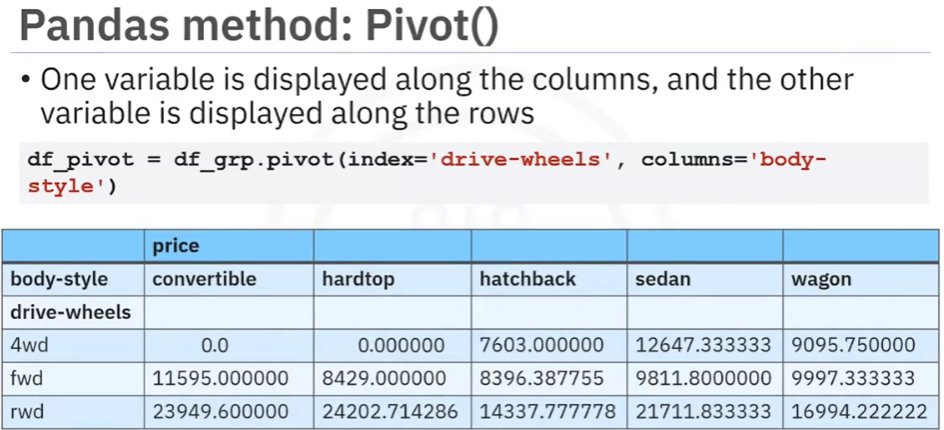 Pandas method: Pivot()
• One variable is displayed along the columns, and the other
variable is displayed along the rows
df_pivot = df_grp.pivot(index='drive-wheels', columns='body-
style')
price
body-style convertible hardtop hatchback sedan wagon
drive-wheels
4wd 0.0 0.000000 7603.000000 12647.333333 9095.750000
fwd 11595.000000 8429.000000 8396.387755 9811.8000000 9997.333333
rwd 23949.600000 24202.714286 14337.777778 21711.833333 16994.222222